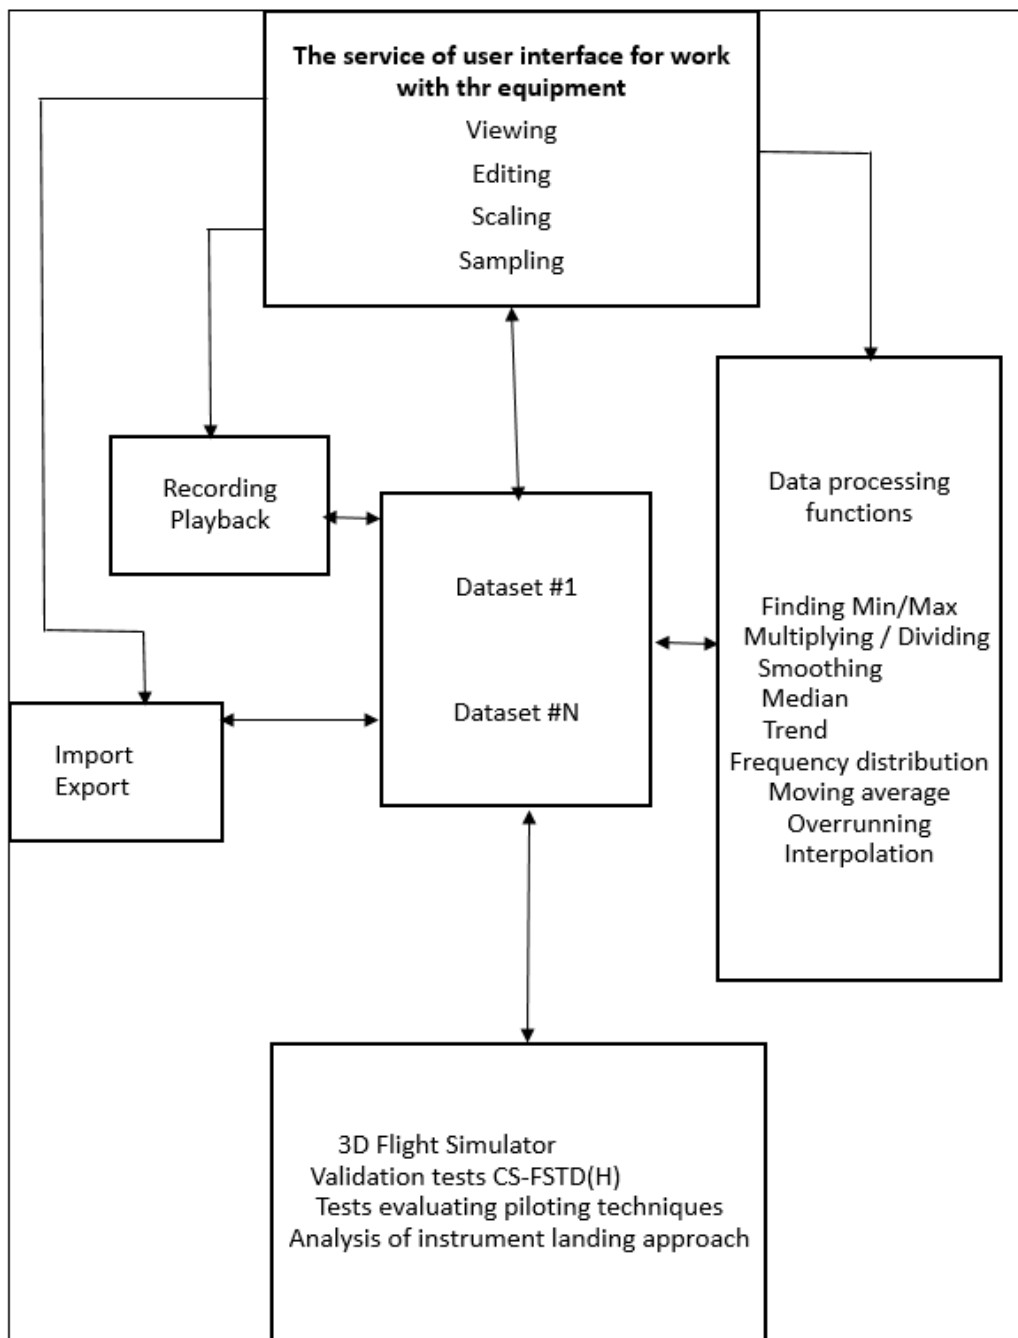 The service of user interface for work
with thr equipment
Viewing
Editing
Scaling
Sampling
Recording
Playback
Dataset #1
Dataset #N
Import
Export
Data processing
functions
Finding Min/Max
Multiplying / Dividing
Smoothing
Median
Trend
Frequency distribution
Moving average
Overrunning
Interpolation
3D Flight Simulator
Validation tests CS-FSTD(H)
Tests evaluating piloting techniques
Analysis of instrument landing approach